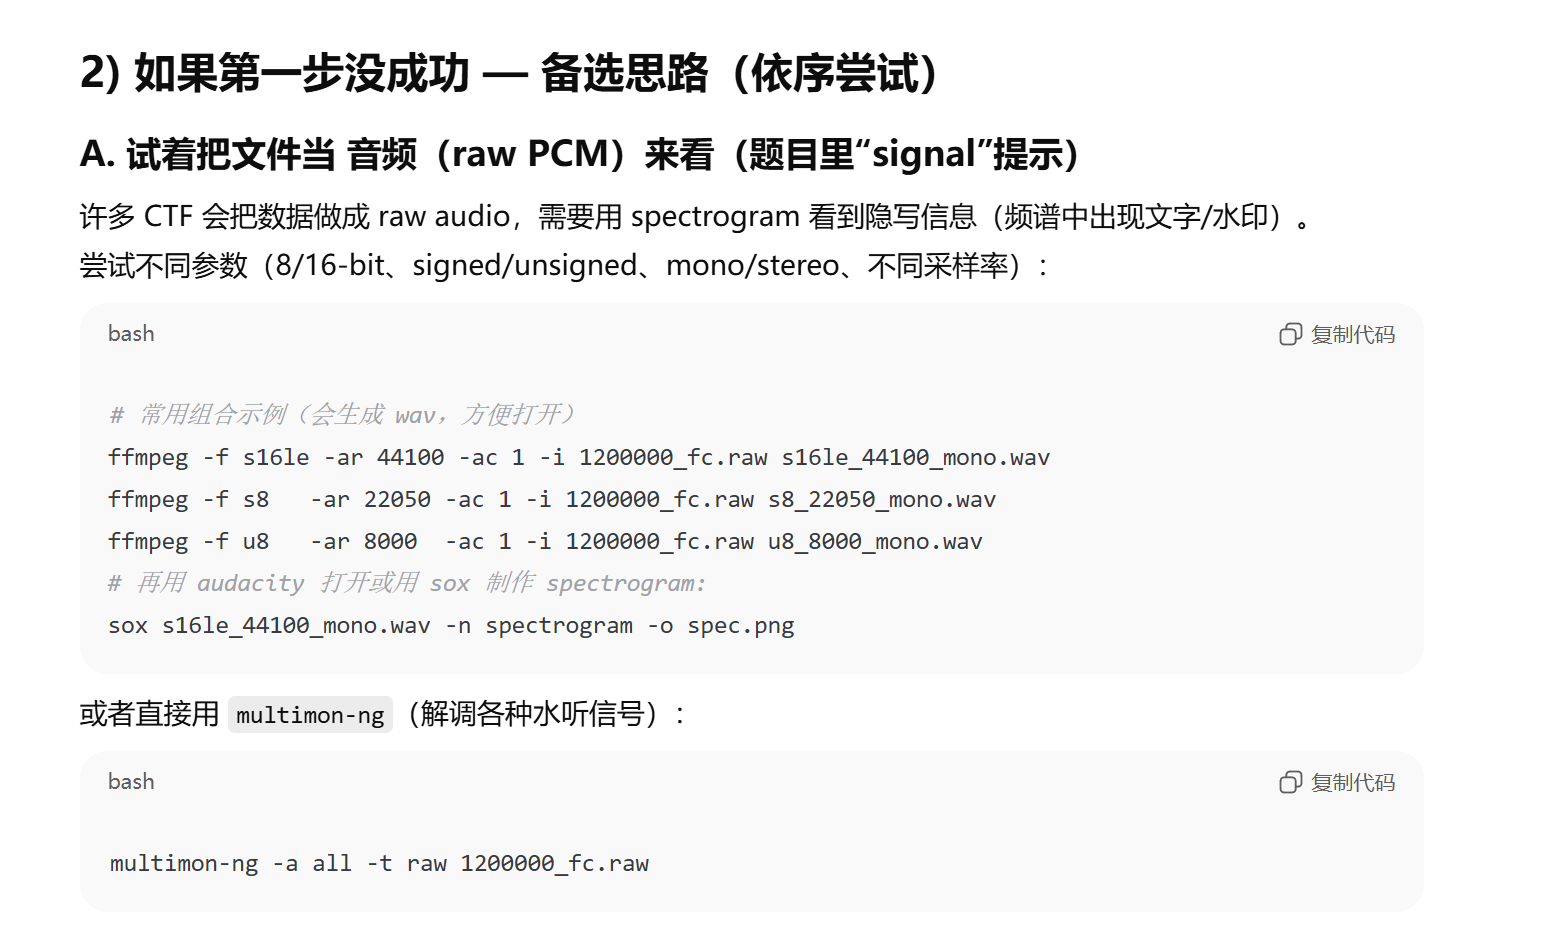 2) 如果第一步没成功 — 备选思路（依序尝试）
A. 试着把文件当 音频（raw PCM）来看（题目里“signal”提示）
许多 CTF 会把数据做成 raw audio，需要用 spectrogram 看到隐写信息（频谱中出现文字/水印）。
尝试不同参数（8/16-bit、signed/unsigned、mono/stereo、不同采样率）：
bash
复制代码
# 常用组合示例（会生成 wav，方便打开）
ffmpeg -f s16le -ar 44100 -ac 1 -i 1200000_fc.raw s16le_44100_mono.wav
ffmpeg -f s8   -ar 22050 -ac 1 -i 1200000_fc.raw s8_22050_mono.wav
ffmpeg -f u8   -ar 8000  -ac 1 -i 1200000_fc.raw u8_8000_mono.wav
# 再用 audacity 打开或用 sox 制作 spectrogram:
sox s16le_44100_mono.wav -n spectrogram -o spec.png
或者直接用 multimon-ng（解调各种水听信号）：
bash
复制代码
multimon-ng -a all -t raw 1200000_fc.raw